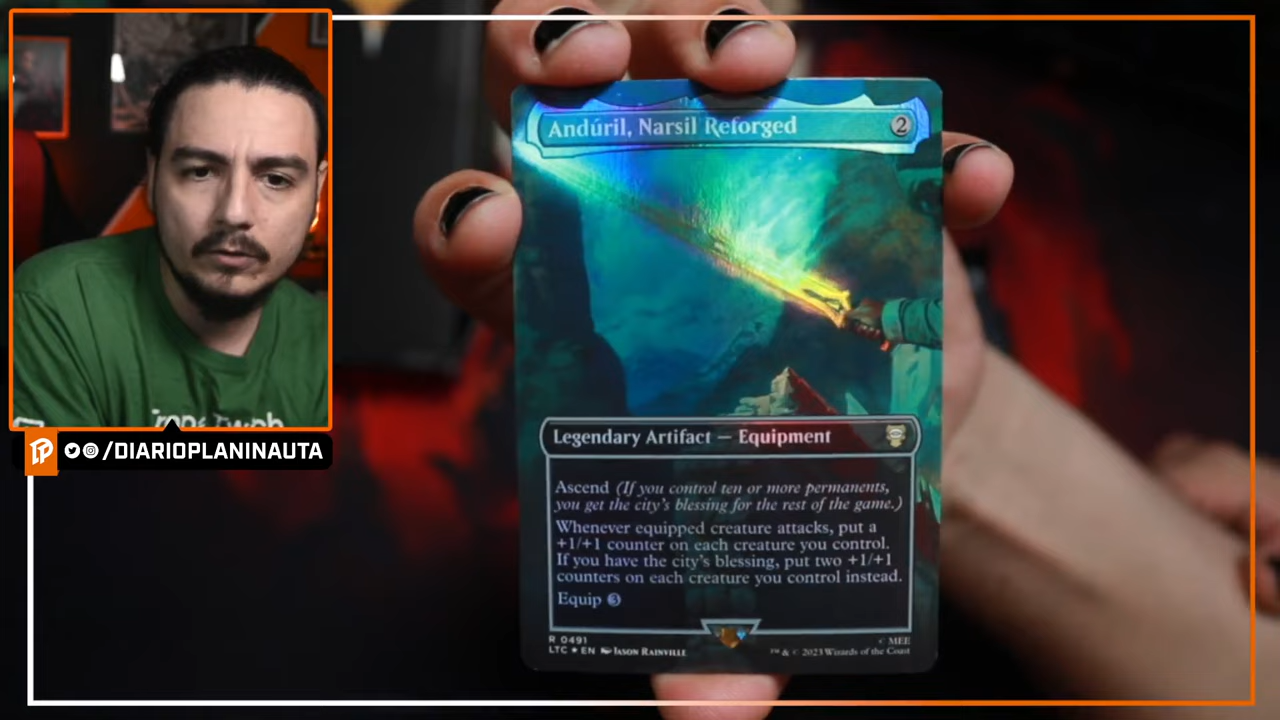 Andúril, Narsil Reforged 2
/DIARIOPLANINAUTA
Legendary Artifact — Equipment
Ascend (If you control ten or more permanents,
you get the city's blessing for the rest of the game.)
Whenever equipped creature attacks, put a
+1/+1 counter on each creature you control.
If you have the city's blessing, put two +1/+1
counters on each creature you control instead.
Equip 3
R 0491
LTC ★ EN Jason Rainville
© MEE
™ & © 2023 Wizards of the Coast